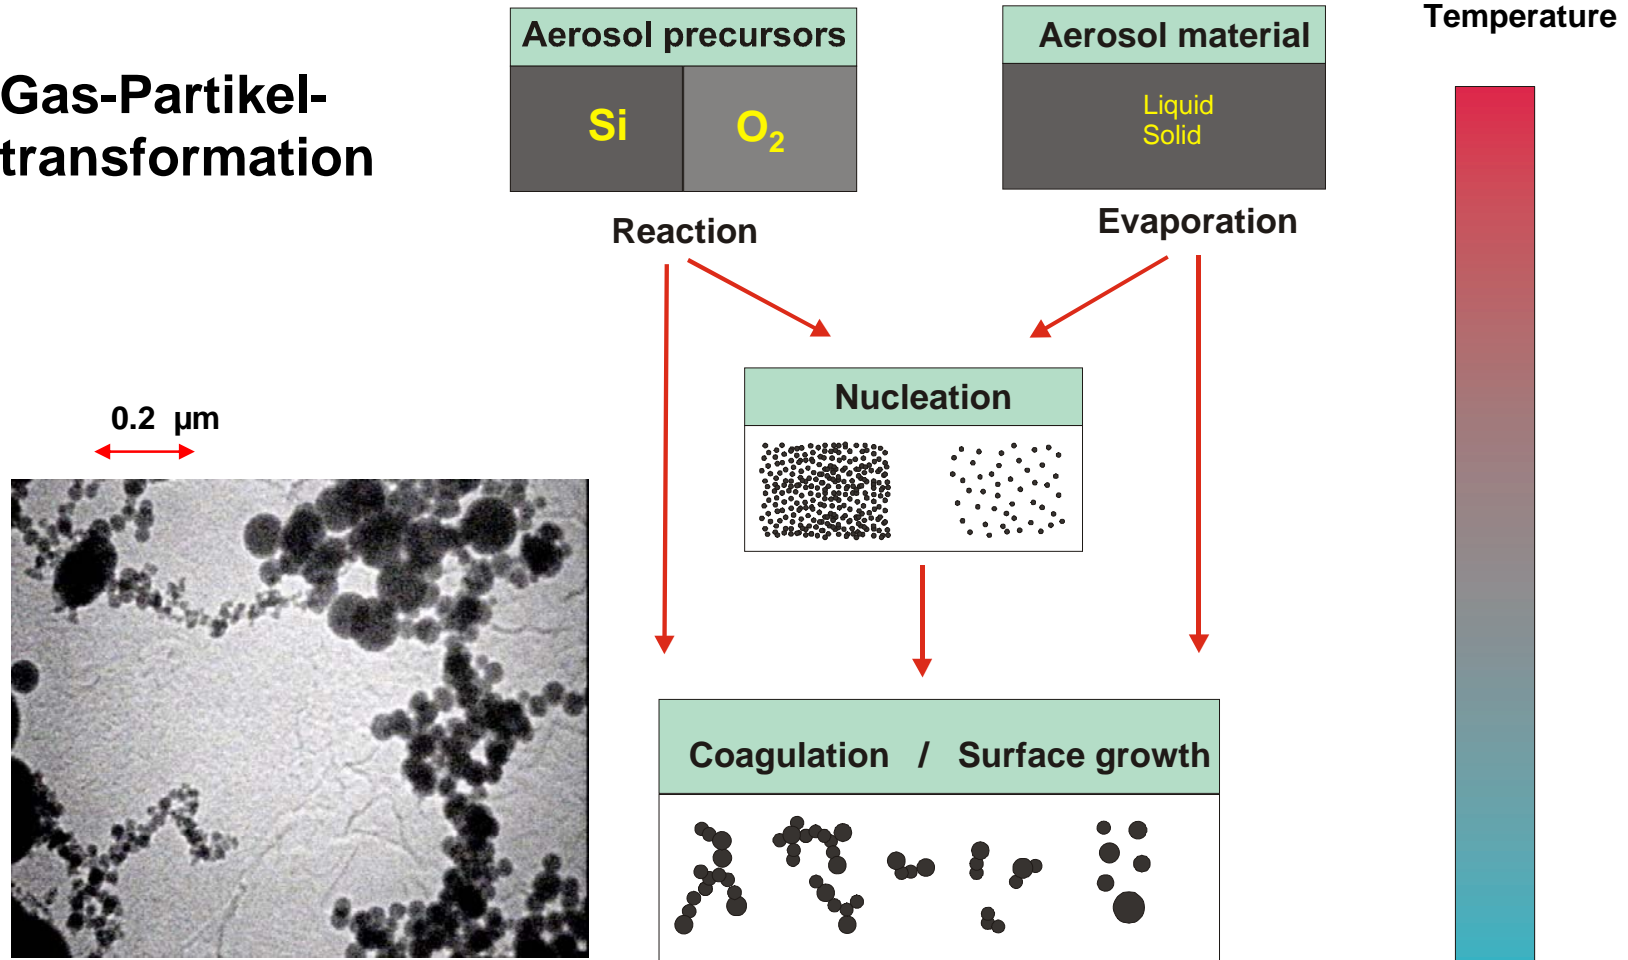 Gas-Partikel-
transformation
Aerosol precursors
Si
O₂
Reaction
Aerosol material
Liquid
Solid
Evaporation
Temperature
Nucleation
0.2 µm
Coagulation / Surface growth